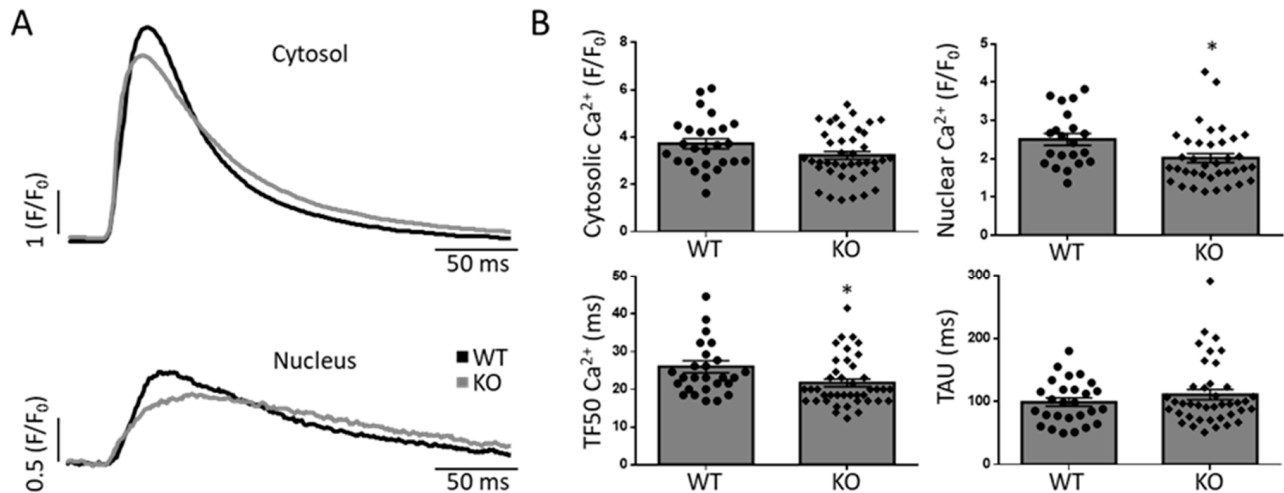 A
Cytosol
1 (F/F₀)
50 ms
Nucleus
WT
KO
0.5 (F/F₀)
50 ms
B
Cytosolic Ca²⁺ (F/F₀)
8
6
4
2
0
WT KO
Nuclear Ca²⁺ (F/F₀)
5
4
3
2
1
0
*
WT KO
TF50 Ca²⁺ (ms)
50
40
30
20
10
0
*
WT KO
TAU (ms)
300
200
100
0
WT KO